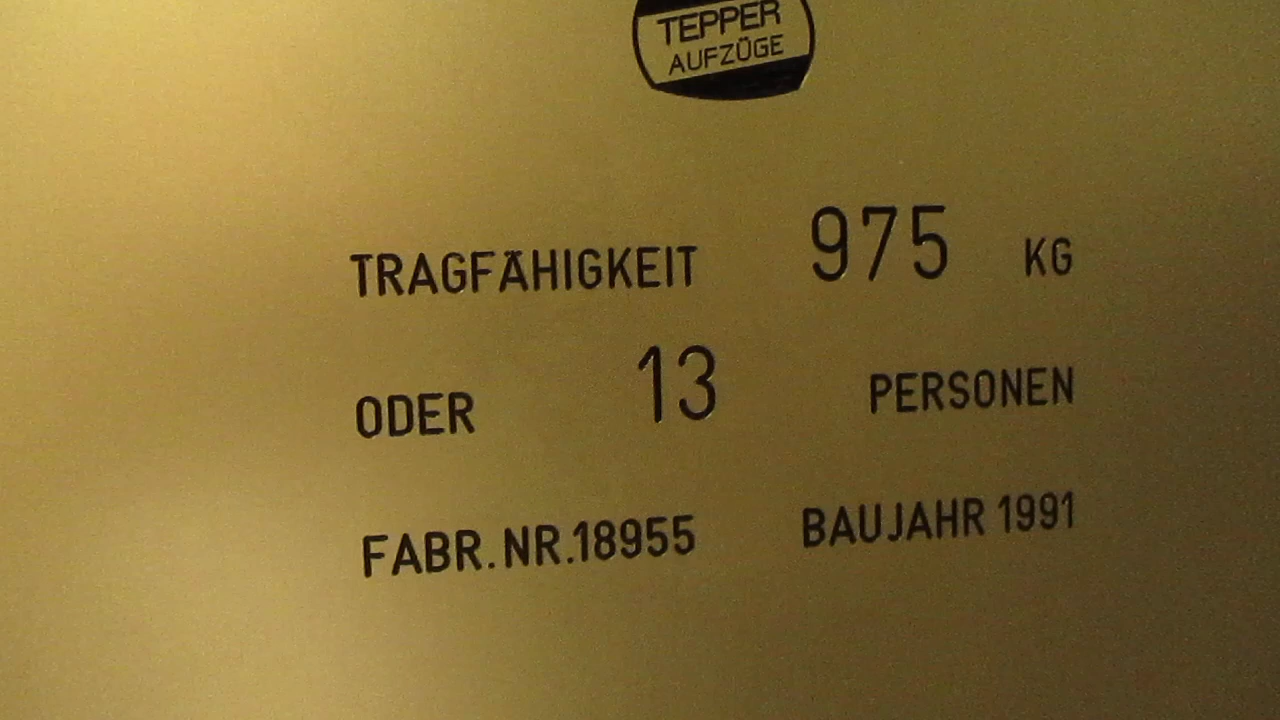 TEPPER
AUFZÜGE
TRAGFÄHIGKEIT 975 KG
ODER 13 PERSONEN
FABR. NR. 18955 BAUJAHR 1991